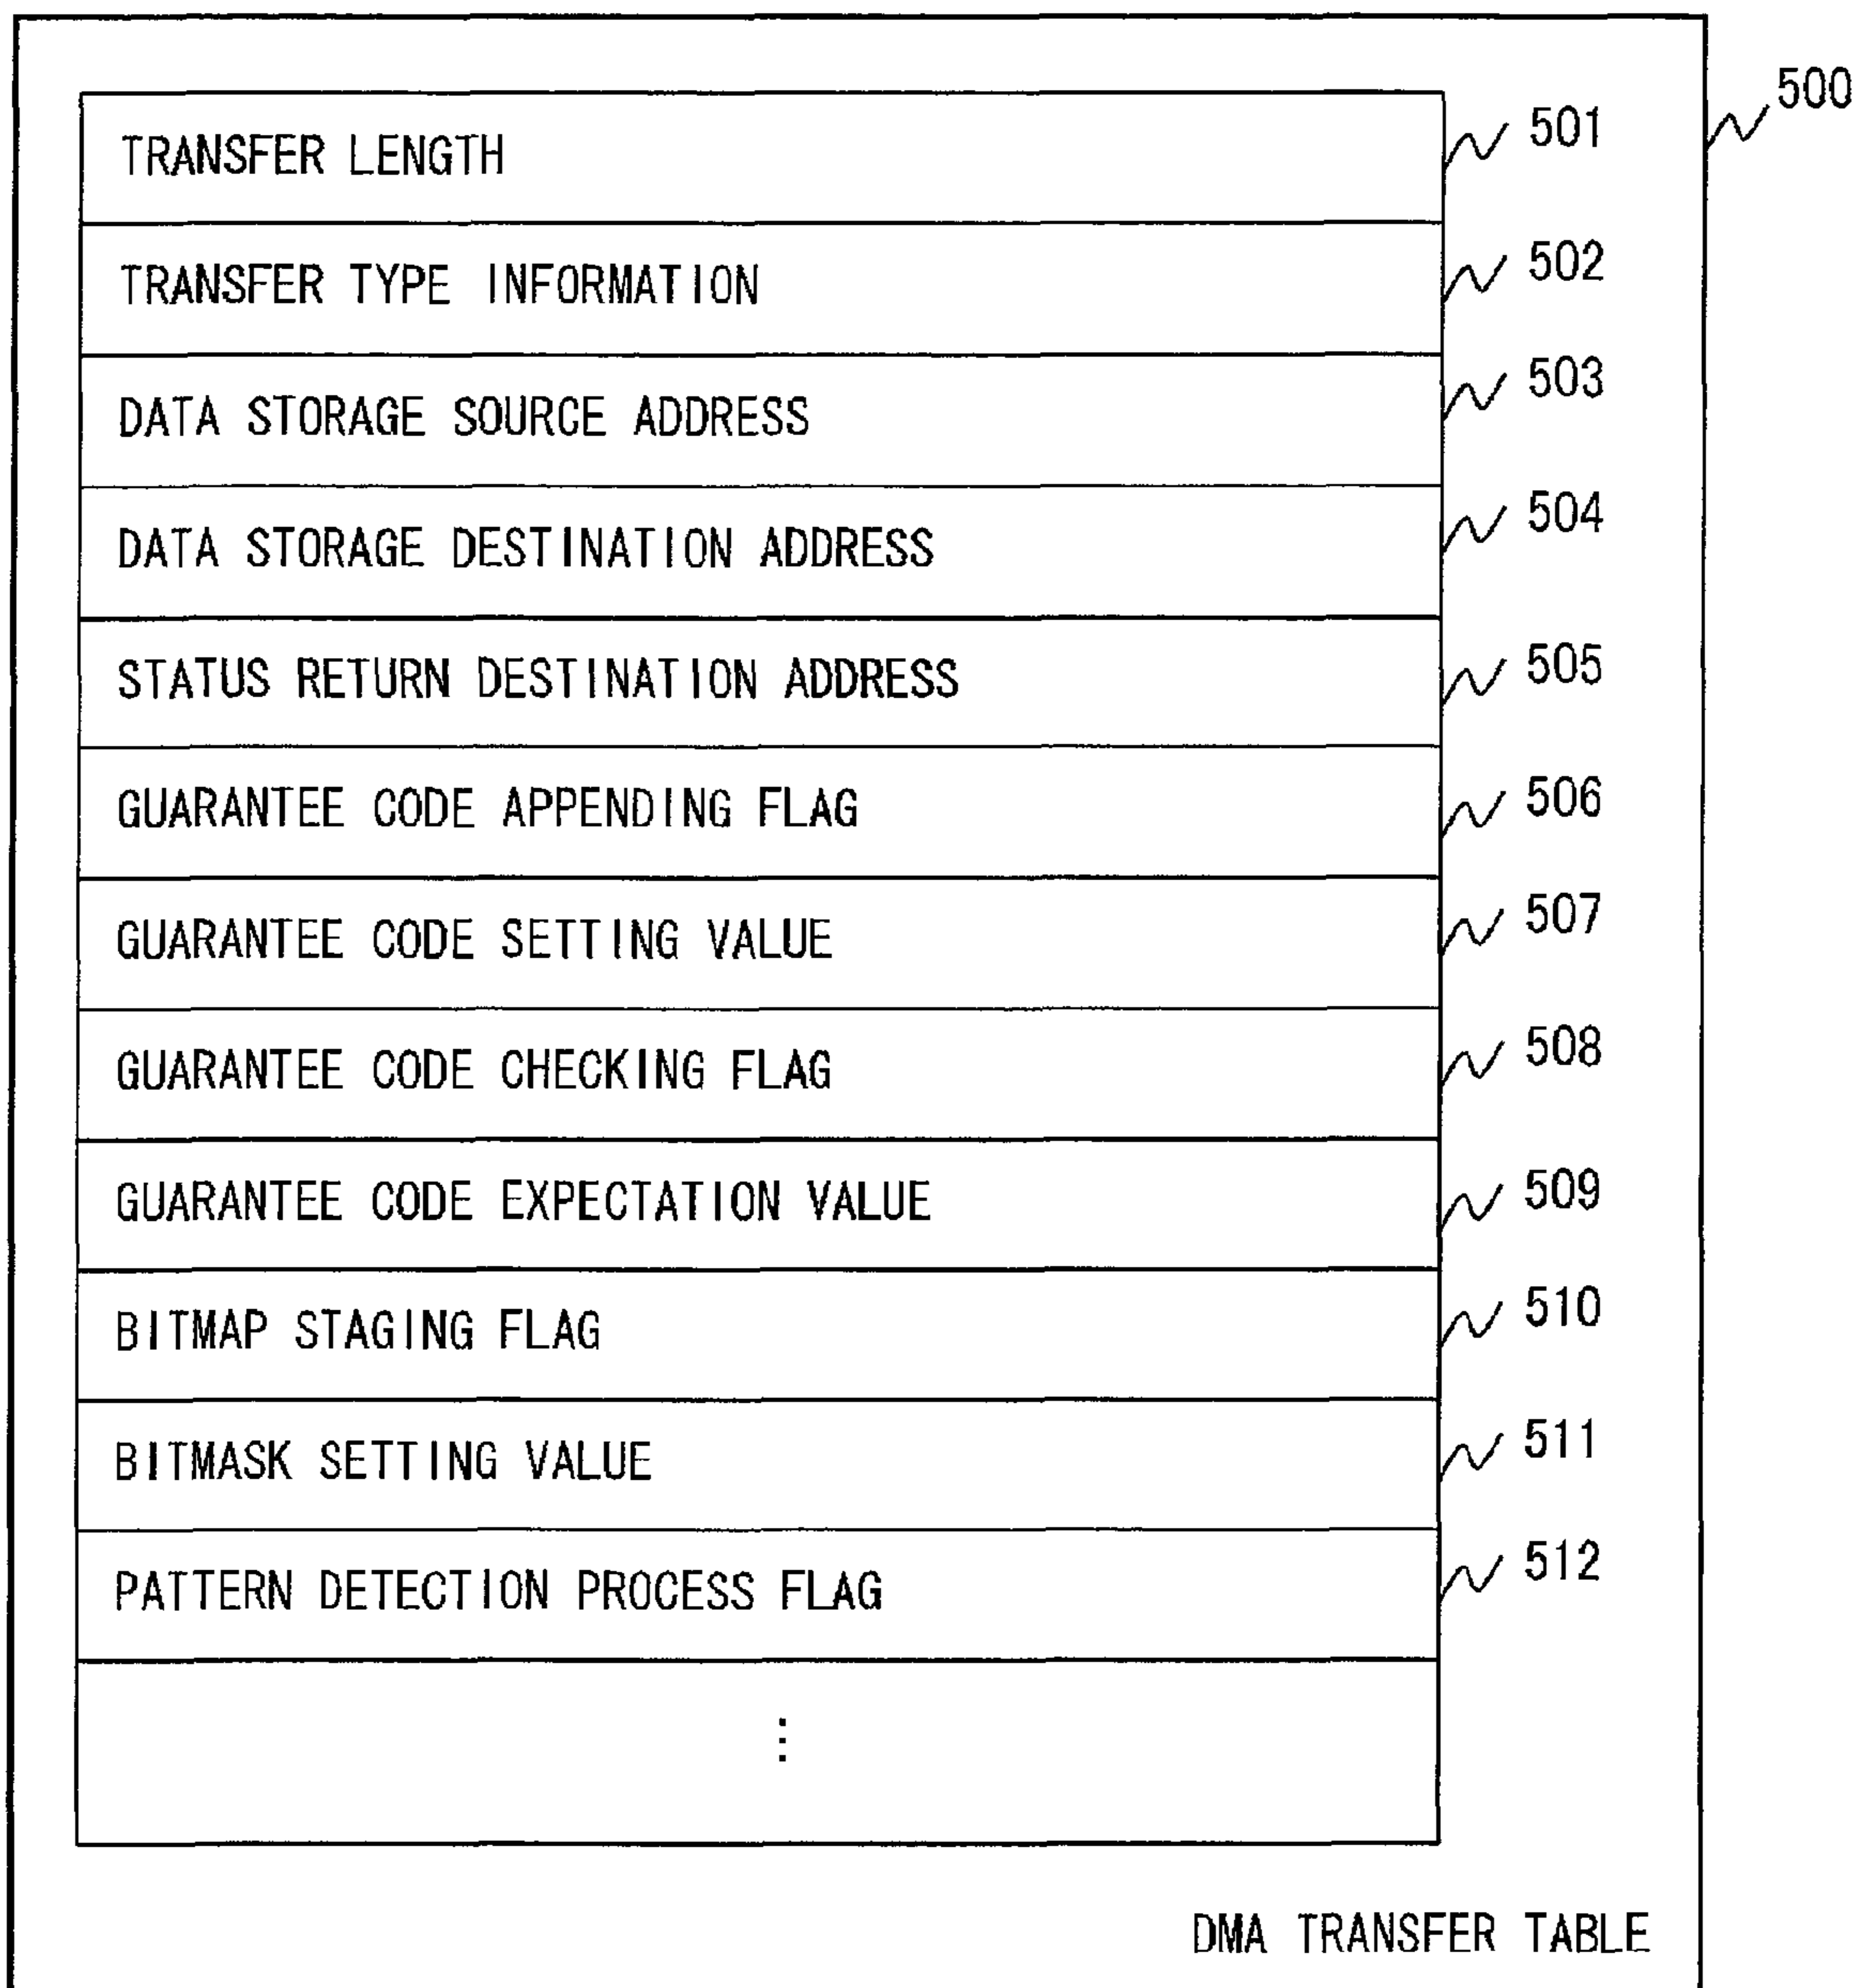 500
TRANSFER LENGTH 501
TRANSFER TYPE INFORMATION 502
DATA STORAGE SOURCE ADDRESS 503
DATA STORAGE DESTINATION ADDRESS 504
STATUS RETURN DESTINATION ADDRESS 505
GUARANTEE CODE APPENDING FLAG 506
GUARANTEE CODE SETTING VALUE 507
GUARANTEE CODE CHECKING FLAG 508
GUARANTEE CODE EXPECTATION VALUE 509
BITMAP STAGING FLAG 510
BITMASK SETTING VALUE 511
PATTERN DETECTION PROCESS FLAG 512
⋮
DMA TRANSFER TABLE